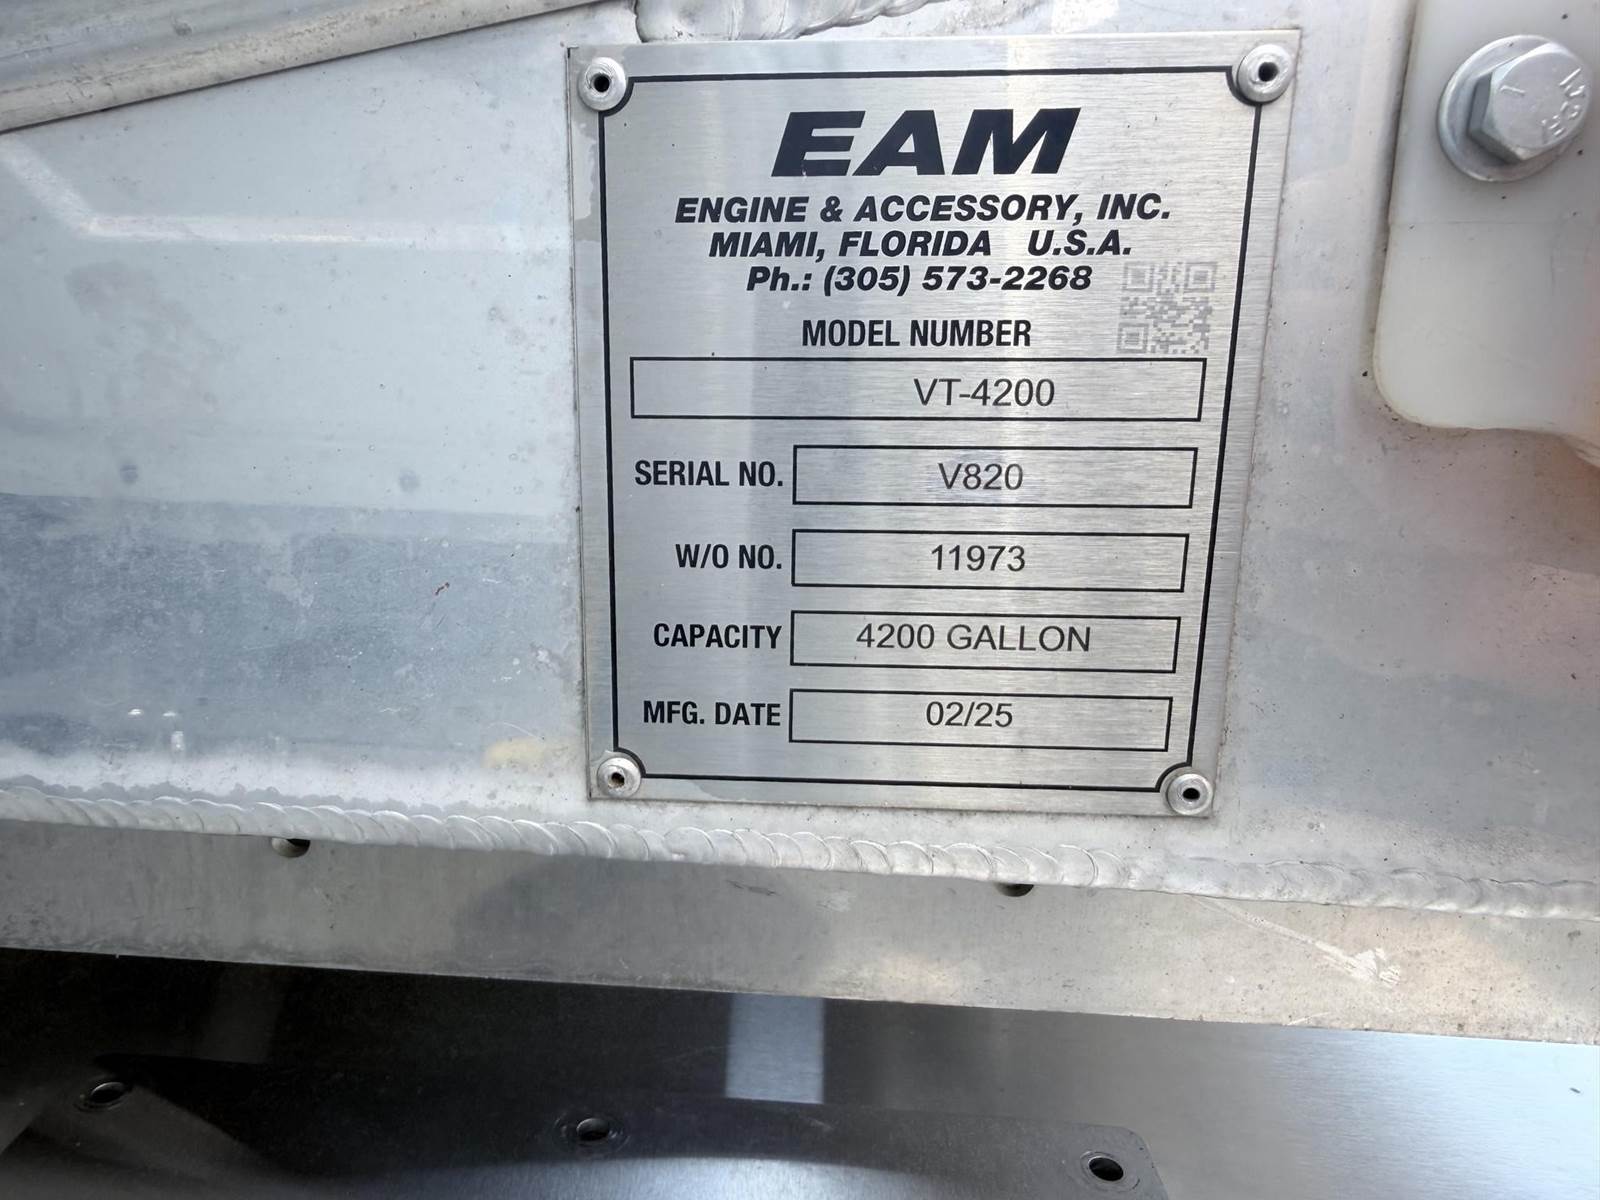 EAM
ENGINE & ACCESSORY, INC.
MIAMI, FLORIDA U.S.A.
Ph.: (305) 573-2268
MODEL NUMBER
VT-4200
SERIAL NO. V820
W/O NO. 11973
CAPACITY 4200 GALLON
MFG. DATE 02/25